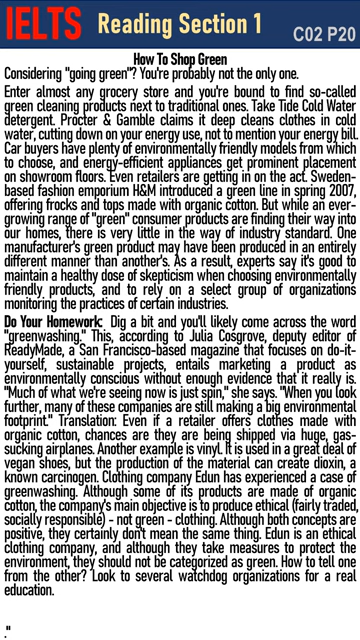 IELTS Reading Section 1 C02 P20
How To Shop Green
Considering "going green"? You're probably not the only one.
Enter almost any grocery store and you're bound to find so-called
green cleaning products next to traditional ones. Take Tide Cold Water
detergent. Procter & Gamble claims it deep cleans clothes in cold
water, cutting down on your energy use, not to mention your energy bill.
Car buyers have plenty of environmentally friendly models from which
to choose, and energy-efficient appliances get prominent placement
on showroom floors. Even retailers are getting in on the act. Sweden-
based fashion emporium H&M introduced a green line in spring 2007,
offering frocks and tops made with organic cotton. But while an ever-
growing range of "green" consumer products are finding their way into
our homes, there is very little in the way of industry standard. One
manufacturer's green product may have been produced in an entirely
different manner than another's. As a result, experts say it's good to
maintain a healthy dose of skepticism when choosing environmentally
friendly products, and to rely on a select group of organizations
monitoring the practices of certain industries.
Do Your Homework: Dig a bit and you'll likely come across the word
"greenwashing." This, according to Julia Cosgrove, deputy editor of
ReadyMade, a San Francisco-based magazine that focuses on do-it-
yourself, sustainable projects, entails marketing a product as
environmentally conscious without enough evidence that it really is.
"Much of what we're seeing now is just spin," she says. "When you look
further, many of these companies are still making a big environmental
footprint." Translation: Even if a retailer offers clothes made with
organic cotton, chances are they are being shipped via huge, gas-
sucking airplanes. Another example is vinyl. It is used in a great deal of
vegan shoes, but the production of the material can create dioxin, a
known carcinogen. Clothing company Edun has experienced a case of
greenwashing. Although some of its products are made of organic
cotton, the company's main objective is to produce ethical (fairly traded,
socially responsible) - not green - clothing. Although both concepts are
positive, they certainly don't mean the same thing. Edun is an ethical
clothing company, and although they take measures to protect the
environment, they should not be categorized as green. How to tell one
from the other? Look to several watchdog organizations for a real
education.
"
.